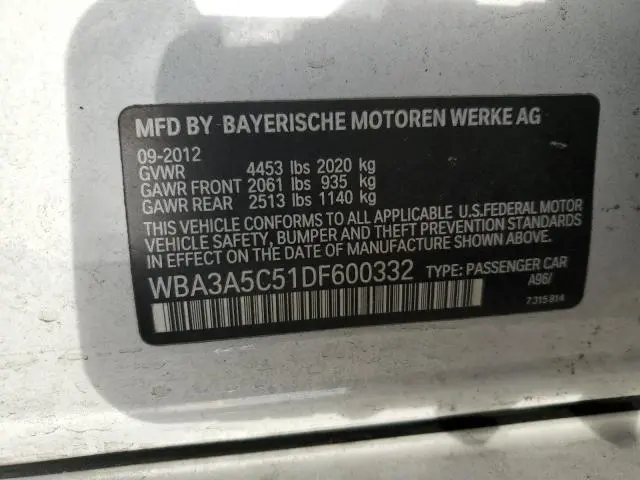 MFD BY BAYERISCHE MOTOREN WERKE AG
09-2012
GVWR 4453 lbs 2020 kg
GAWR FRONT 2061 lbs 935 kg
GAWR REAR 2513 lbs 1140 kg
THIS VEHICLE CONFORMS TO ALL APPLICABLE U.S.FEDERAL MOTOR
VEHICLE SAFETY, BUMPER AND THEFT PREVENTION STANDARDS
IN EFFECT ON THE DATE OF MANUFACTURE SHOWN ABOVE.
WBA3A5C51DF600332 TYPE: PASSENGER CAR
A96/
7315814